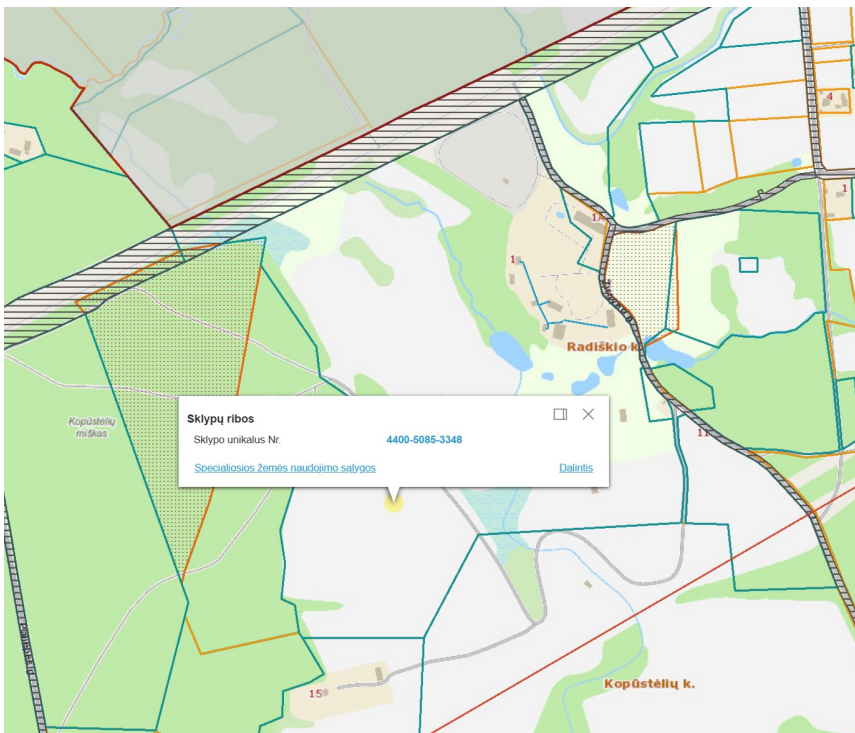 4
1
1A
1
Radiškio k.
Kopūstėlių
miškas
Sklypų ribos
Sklypo unikalus Nr. 4400-5085-3348
Specialiosios žemės naudojimo sąlygos Dalintis
11
15
Kopūstėlių k.